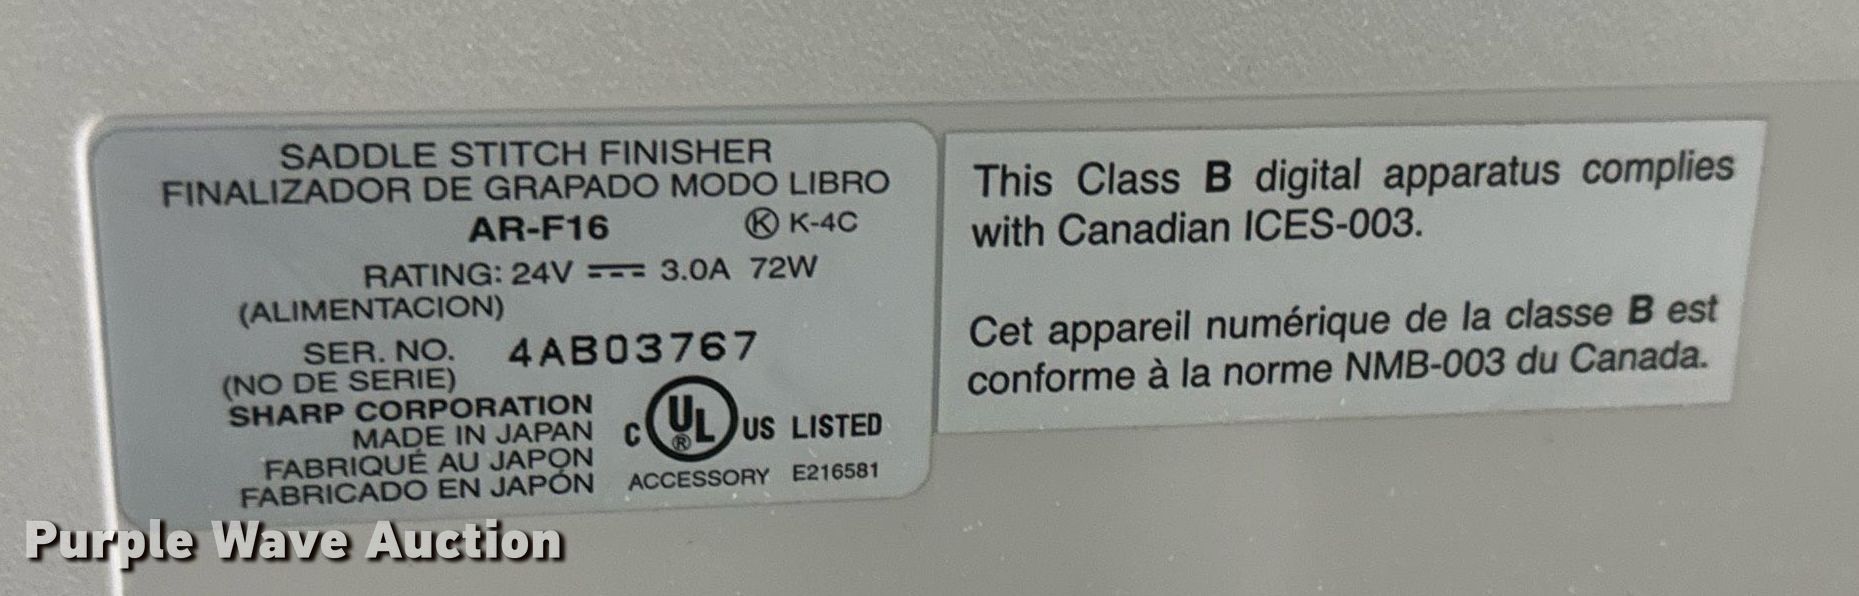 SADDLE STITCH FINISHER
FINALIZADOR DE GRAPADO MODO LIBRO
AR-F16 Ⓚ K-4C
RATING: 24V ⎓ 3.0A 72W
(ALIMENTACION)
SER. NO. 4AB03767
(NO DE SERIE)
SHARP CORPORATION
MADE IN JAPAN
FABRIQUÉ AU JAPON
FABRICADO EN JAPÓN
C UL® US LISTED
ACCESSORY E216581
This Class B digital apparatus complies
with Canadian ICES-003.
Cet appareil numérique de la classe B est
conforme à la norme NMB-003 du Canada.
Purple Wave Auction